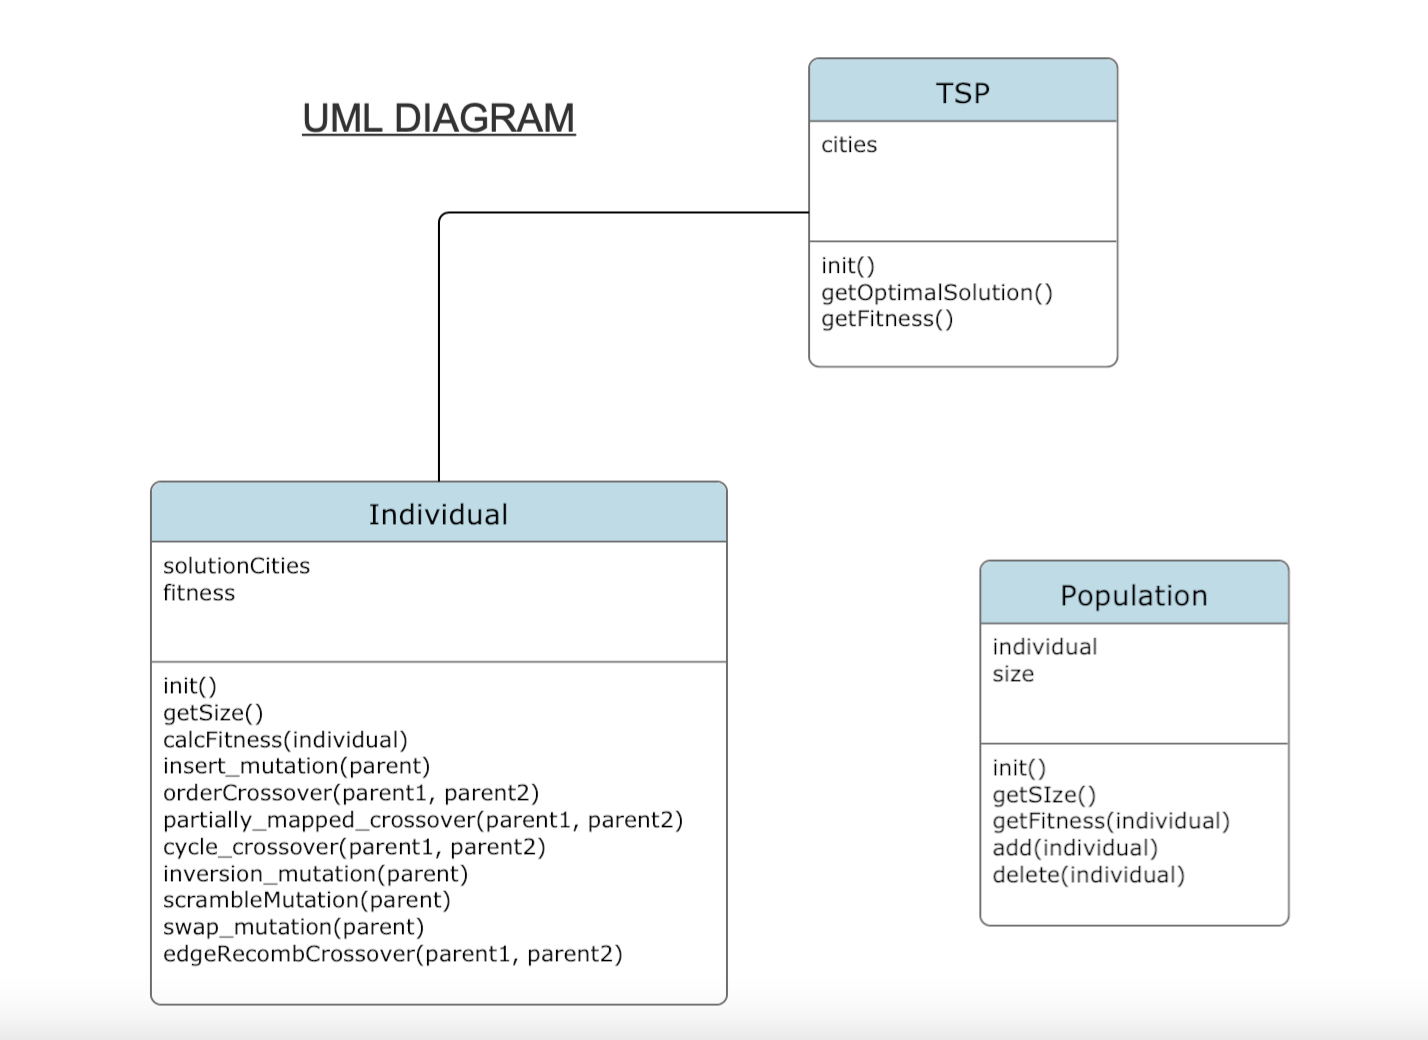 UML DIAGRAM
TSP
cities
init()
getOptimalSolution()
getFitness()
Individual
solutionCities
fitness
init()
getSize()
calcFitness(individual)
insert_mutation(parent)
orderCrossover(parent1, parent2)
partially_mapped_crossover(parent1, parent2)
cycle_crossover(parent1, parent2)
inversion_mutation(parent)
scrambleMutation(parent)
swap_mutation(parent)
edgeRecombCrossover(parent1, parent2)
Population
individual
size
init()
getSIze()
getFitness(individual)
add(individual)
delete(individual)